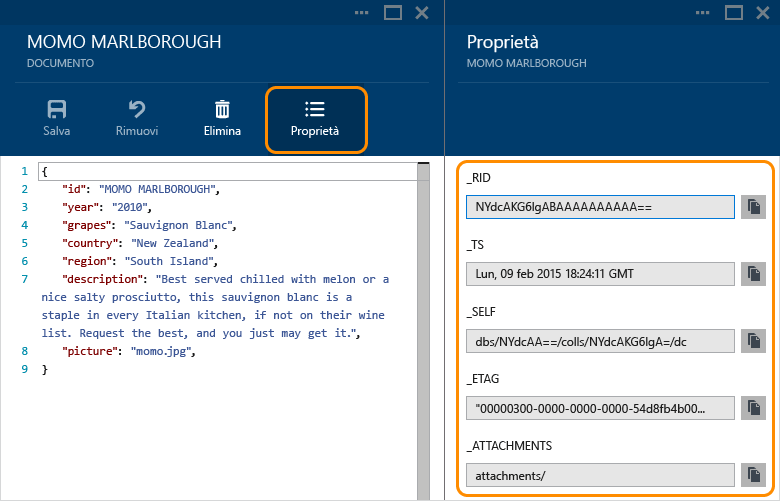 MOMO MARLBOROUGH
DOCUMENTO
Salva
Rimuovi
Elimina
Proprietà
1 {
2 "id": "MOMO MARLBOROUGH",
3 "year": "2010",
4 "grapes": "Sauvignon Blanc",
5 "country": "New Zealand",
6 "region": "South Island",
7 "description": "Best served chilled with melon or a
nice salty prosciutto, this sauvignon blanc is a
staple in every Italian kitchen, if not on their wine
list. Request the best, and you just may get it.",
8 "picture": "momo.jpg",
9 }
Proprietà
MOMO MARLBOROUGH
_RID
NYdcAKG6IgABAAAAAAAAAA==
_TS
Lun, 09 feb 2015 18:24:11 GMT
_SELF
dbs/NYdcAA==/colls/NYdcAKG6IgA=/dc
_ETAG
"00000300-0000-0000-0000-54d8fb4b00...
_ATTACHMENTS
attachments/